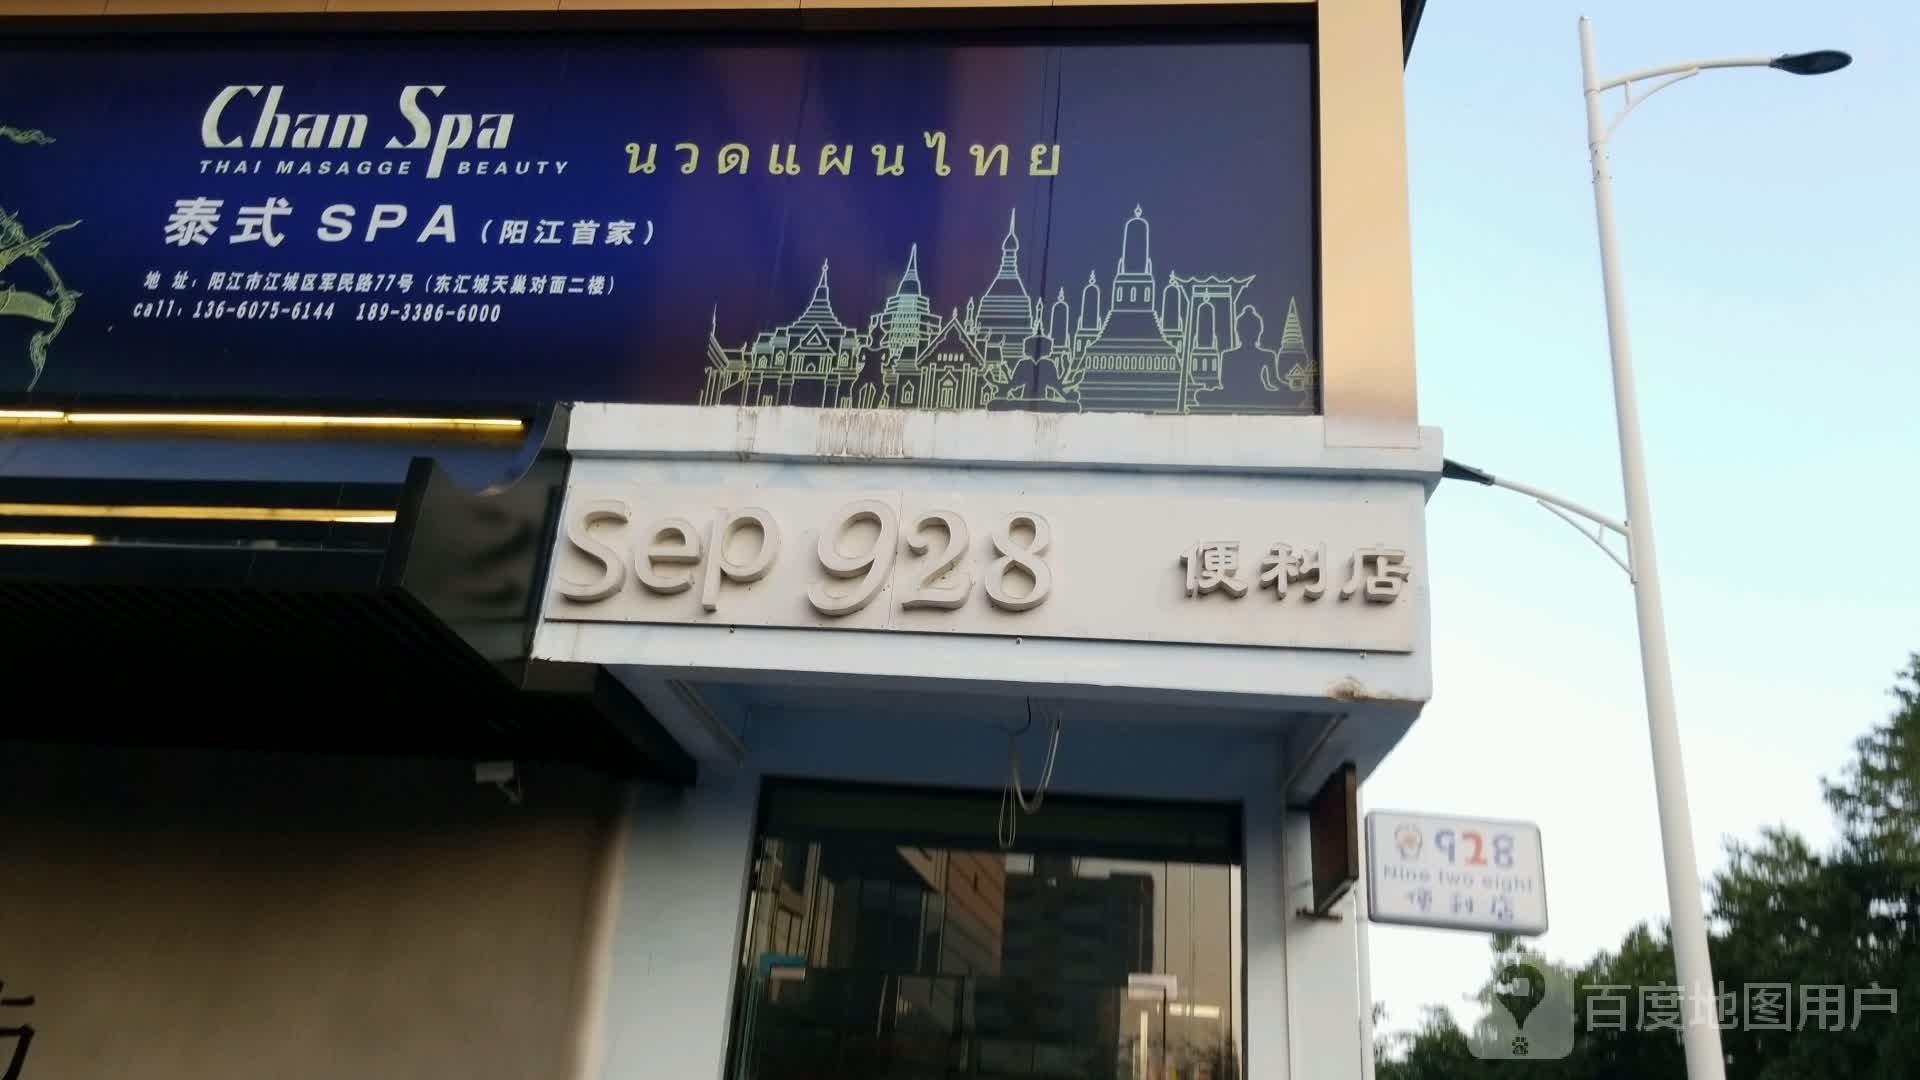 Chan Spa
THAI MASAGGE BEAUTY
นวดแผนไทย
泰式 SPA（阳江首家）
地 址：阳江市江城区军民路77号（东汇城天巢对面二楼）
call：136-6075-6144 189-3386-6000
Sep 928 便利店
928
Nine two eight
便利店
百度地图用户